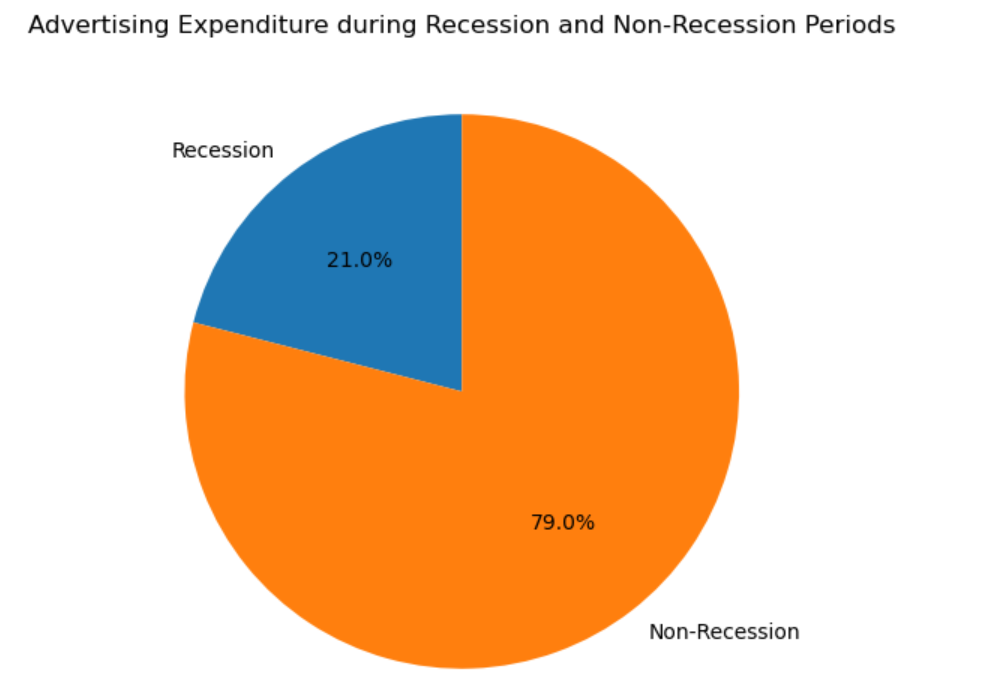 Advertising Expenditure during Recession and Non-Recession Periods
Recession
21.0%
79.0%
Non-Recession